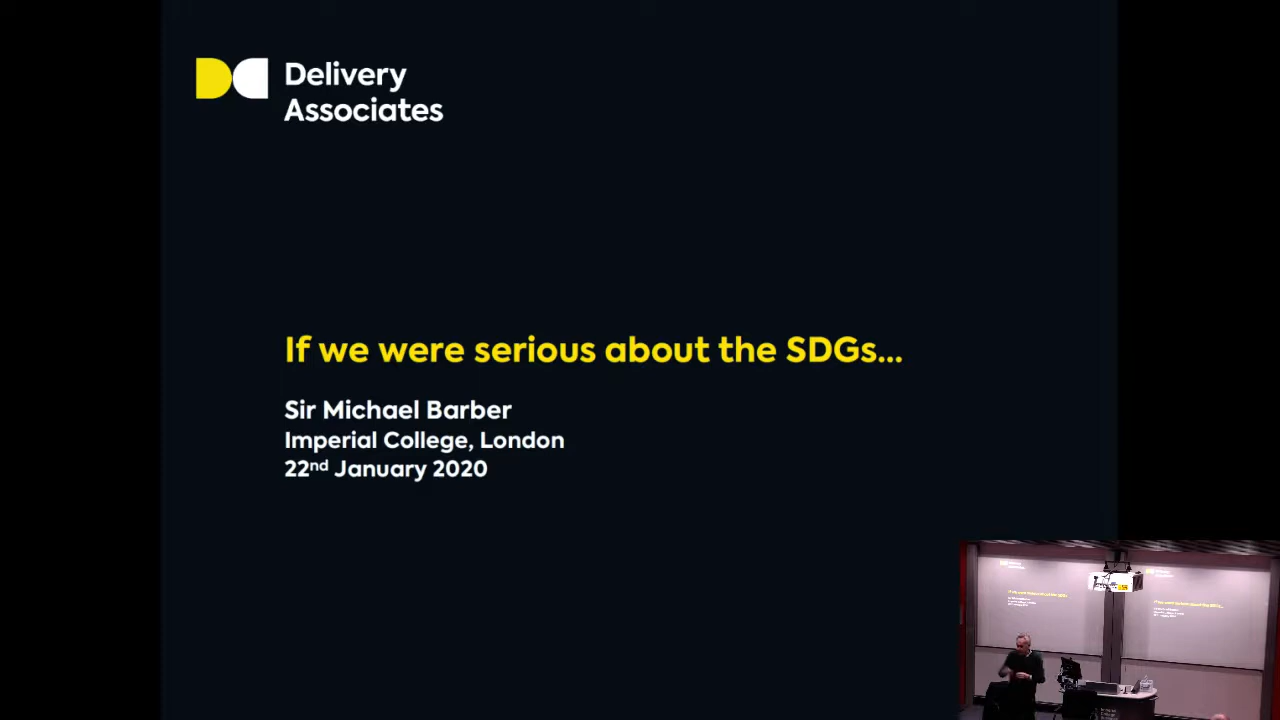 Delivery
Associates
If we were serious about the SDGs...
Sir Michael Barber
Imperial College, London
22nd January 2020